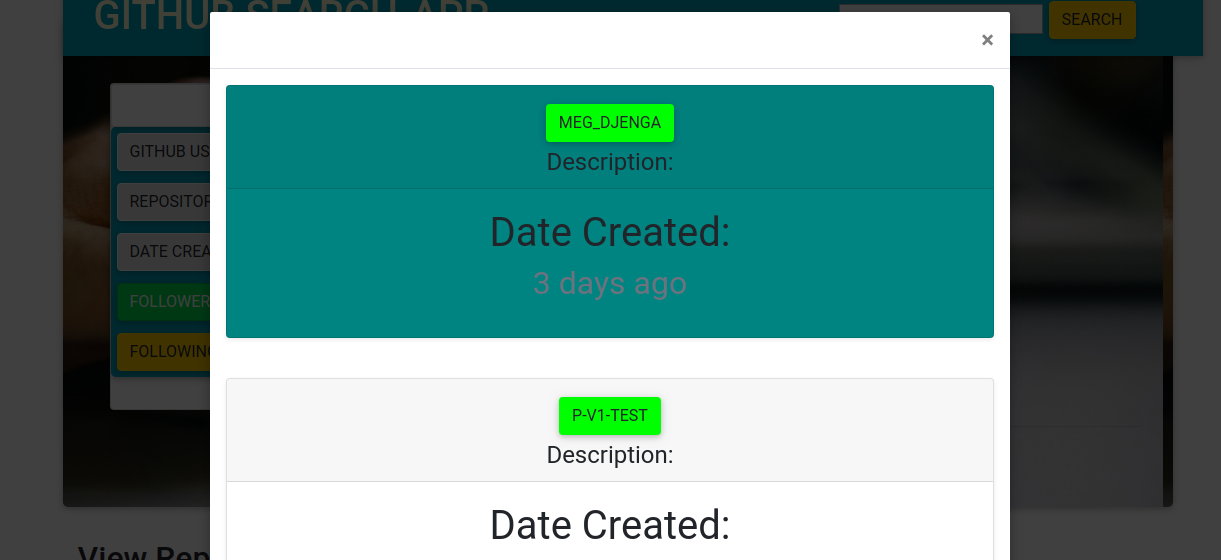 GITHUB SEARCH APP
SEARCH
×
GITHUB US
REPOSITOR
DATE CREA
FOLLOWER
FOLLOWING
MEG_DJENGA
Description:
Date Created:
3 days ago
P-V1-TEST
Description:
Date Created:
View Rep